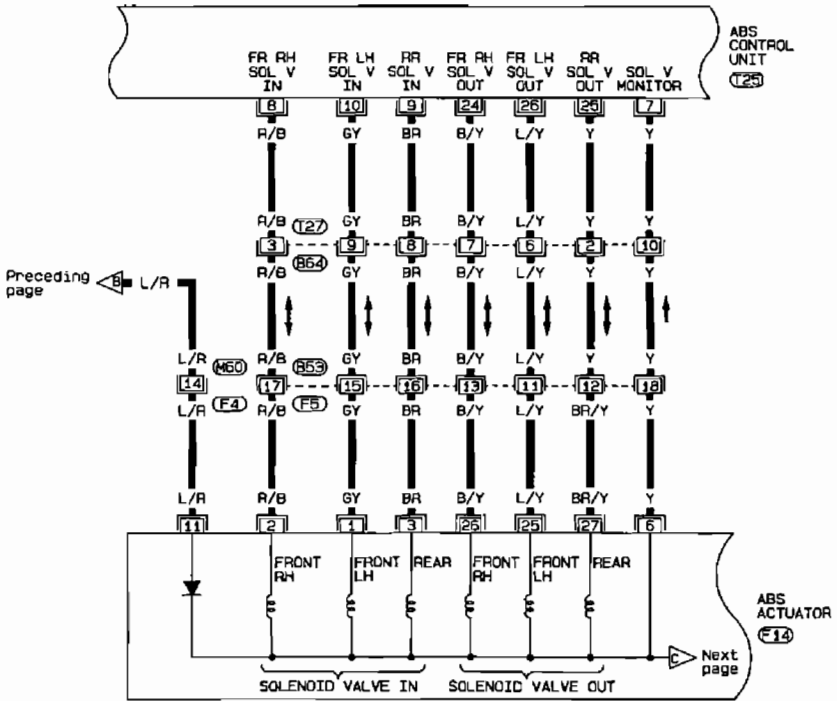 ABS
CONTROL
UNIT
T25
FR RH SOL V IN
FR LH SOL V IN
RR SOL V IN
FR RH SOL V OUT
FR LH SOL V OUT
RR SOL V OUT
SOL V MONITOR
8 10 9 24 26 25 7
R/B GY BR B/Y L/Y Y Y
R/B T27 GY BR B/Y L/Y Y Y
3 9 8 7 6 2 10
R/B B64 GY BR B/Y L/Y Y Y
Preceding
page
B L/R
L/R M60 R/B B53 GY BR B/Y L/Y Y Y
14 17 15 16 13 11 12 18
L/R F4 R/B F5 GY BR B/Y L/Y BR/Y Y
L/R R/B GY BR B/Y L/Y BR/Y Y
11 2 1 3 26 25 27 6
FRONT RH
FRONT LH
REAR
FRONT RH
FRONT LH
REAR
ABS
ACTUATOR
F14
C Next
page
SOLENOID VALVE IN SOLENOID VALVE OUT